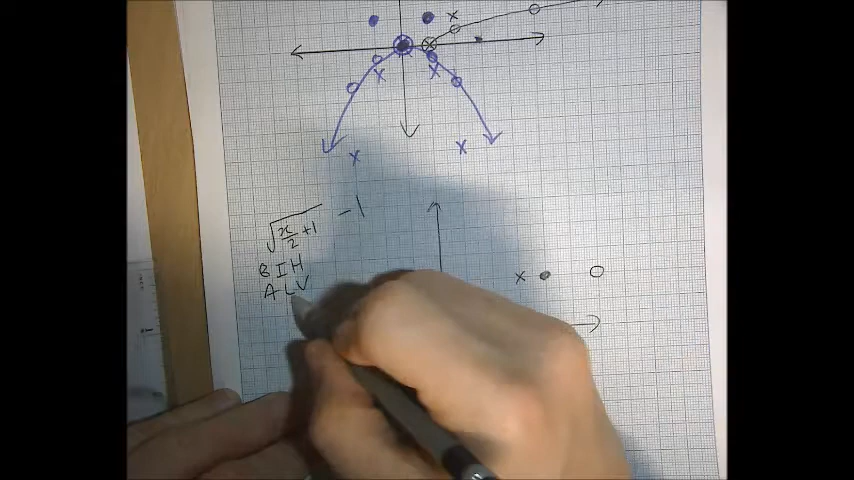 √(x/2 + 1) - 1
BIH
ALV